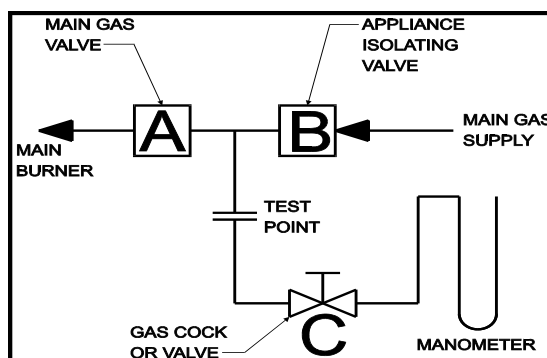 MAIN GAS
VALVE
APPLIANCE
ISOLATING
VALVE
A
B
MAIN
BURNER
MAIN GAS
SUPPLY
TEST
POINT
C
GAS COCK
OR VALVE
MANOMETER